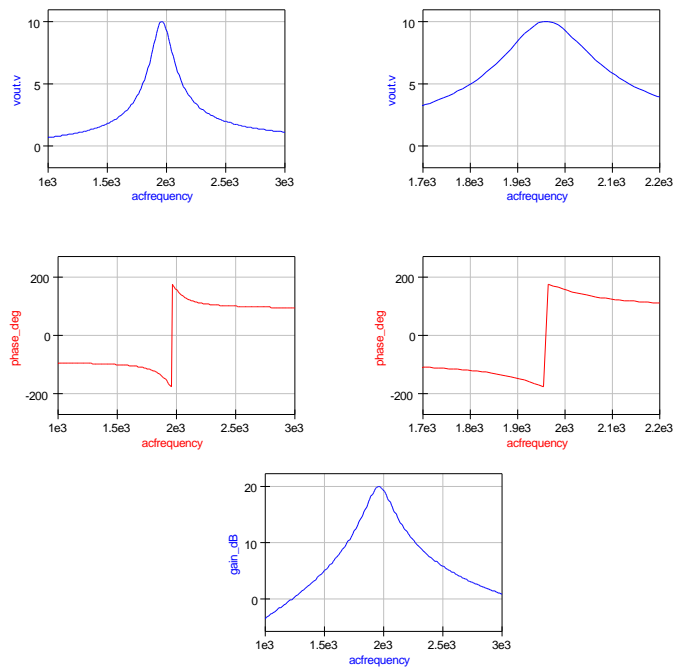 vout.v
10
5
0
1e3 1.5e3 2e3 2.5e3 3e3
acfrequency
vout.v
10
5
0
1.7e3 1.8e3 1.9e3 2e3 2.1e3 2.2e3
acfrequency
phase_deg
200
0
-200
1e3 1.5e3 2e3 2.5e3 3e3
acfrequency
phase_deg
200
0
-200
1.7e3 1.8e3 1.9e3 2e3 2.1e3 2.2e3
acfrequency
gain_dB
20
10
0
1e3 1.5e3 2e3 2.5e3 3e3
acfrequency